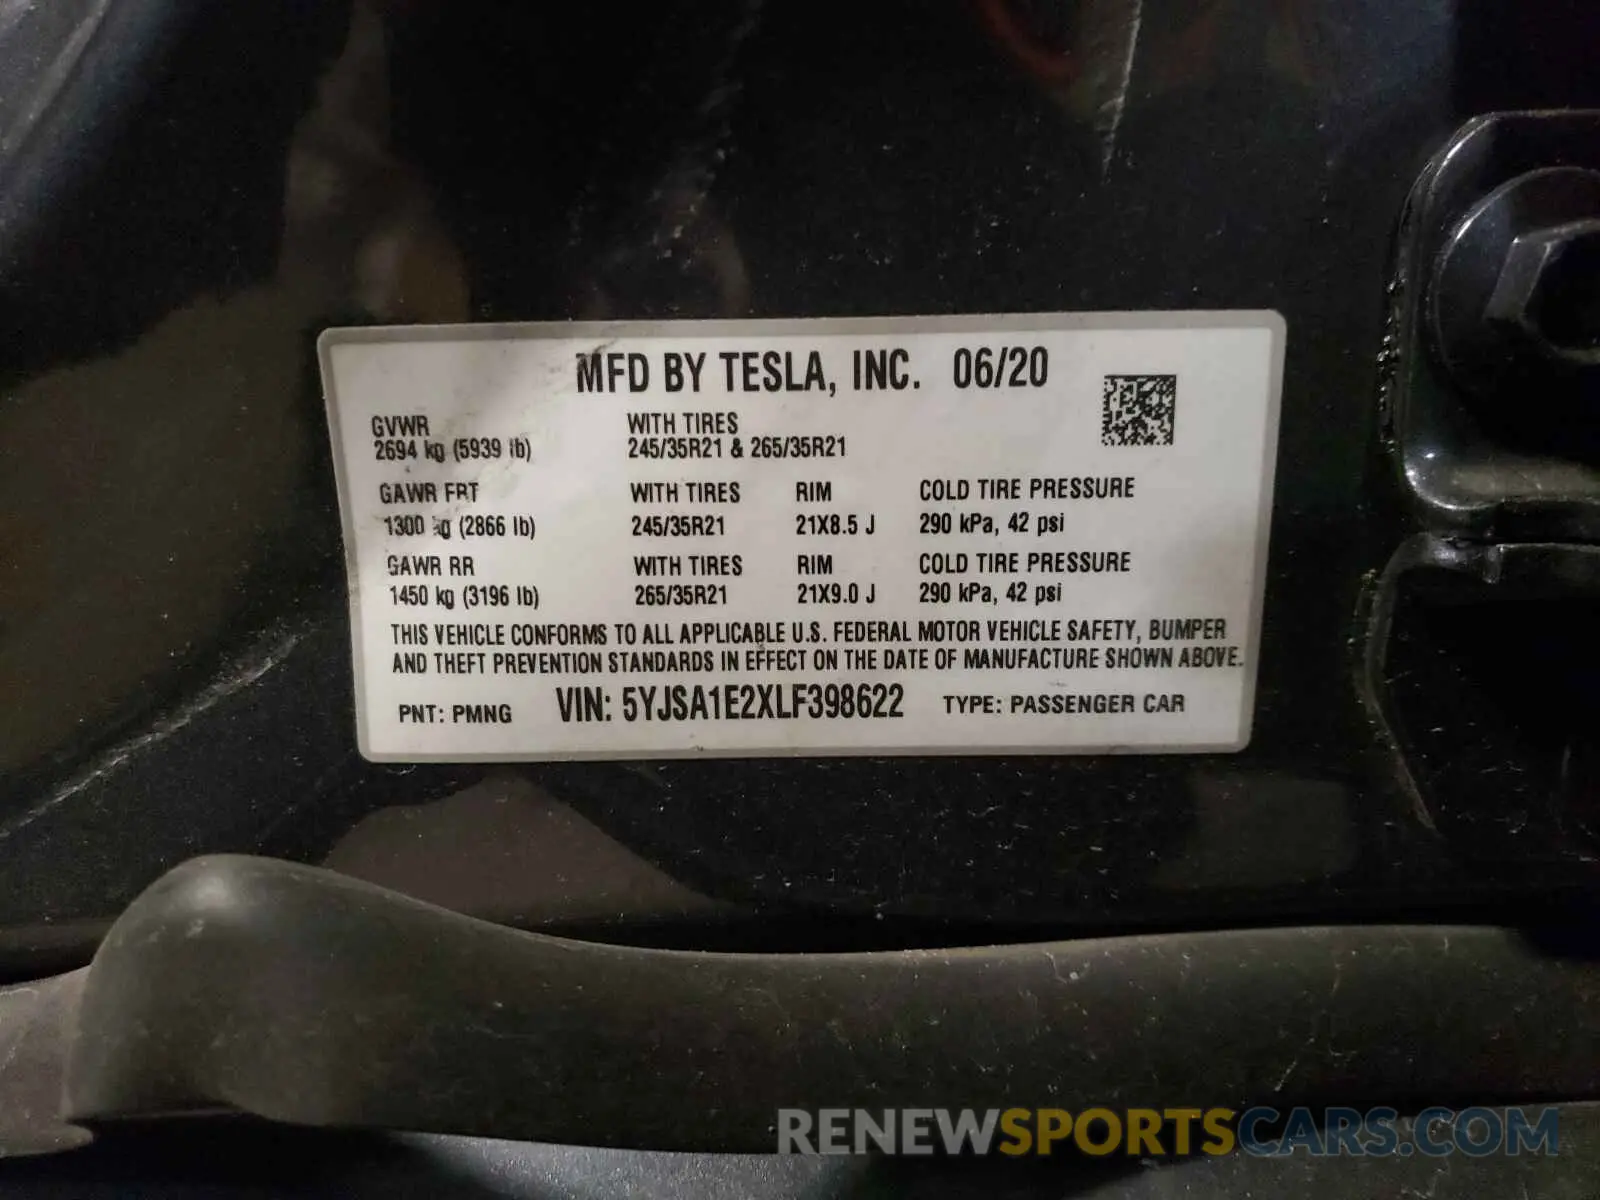 MFD BY TESLA, INC. 06/20
GVWR WITH TIRES
2694 kg (5939 lb) 245/35R21 & 265/35R21
GAWR FRT WITH TIRES RIM COLD TIRE PRESSURE
1300 kg (2866 lb) 245/35R21 21X8.5 J 290 kPa, 42 psi
GAWR RR WITH TIRES RIM COLD TIRE PRESSURE
1450 kg (3196 lb) 265/35R21 21X9.0 J 290 kPa, 42 psi
THIS VEHICLE CONFORMS TO ALL APPLICABLE U.S. FEDERAL MOTOR VEHICLE SAFETY, BUMPER
AND THEFT PREVENTION STANDARDS IN EFFECT ON THE DATE OF MANUFACTURE SHOWN ABOVE.
PNT: PMNG VIN: 5YJSA1E2XLF398622 TYPE: PASSENGER CAR
RENEWSPORTSCARS.COM